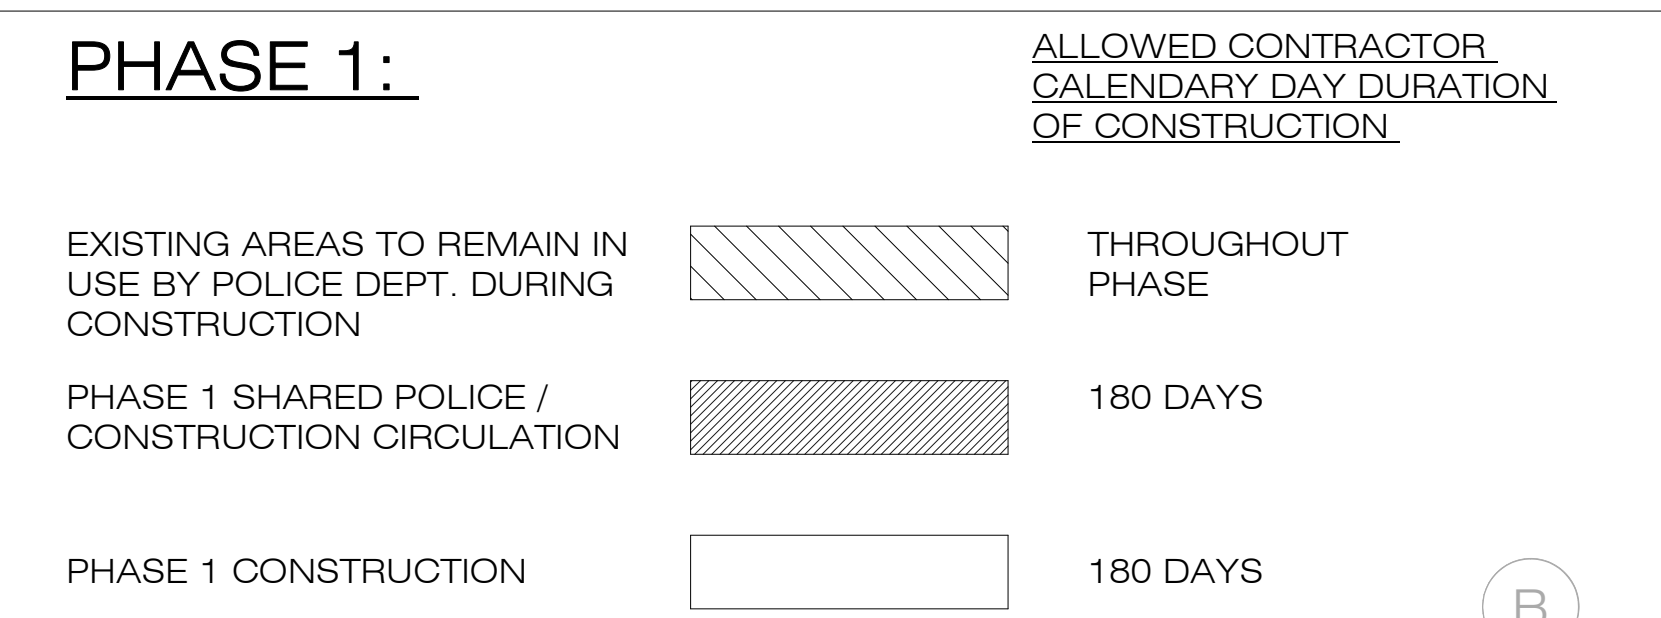 PHASE 1:
ALLOWED CONTRACTOR
CALENDARY DAY DURATION
OF CONSTRUCTION
EXISTING AREAS TO REMAIN IN
USE BY POLICE DEPT. DURING
CONSTRUCTION
THROUGHOUT
PHASE
PHASE 1 SHARED POLICE /
CONSTRUCTION CIRCULATION
180 DAYS
PHASE 1 CONSTRUCTION
180 DAYS